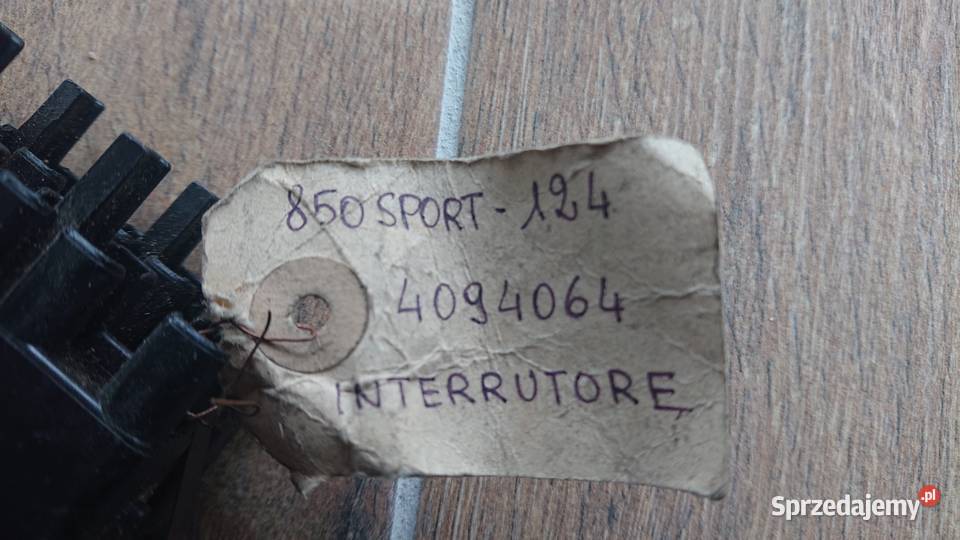 850 SPORT - 124
4094064
INTERRUTORE
Sprzedajemy.pl